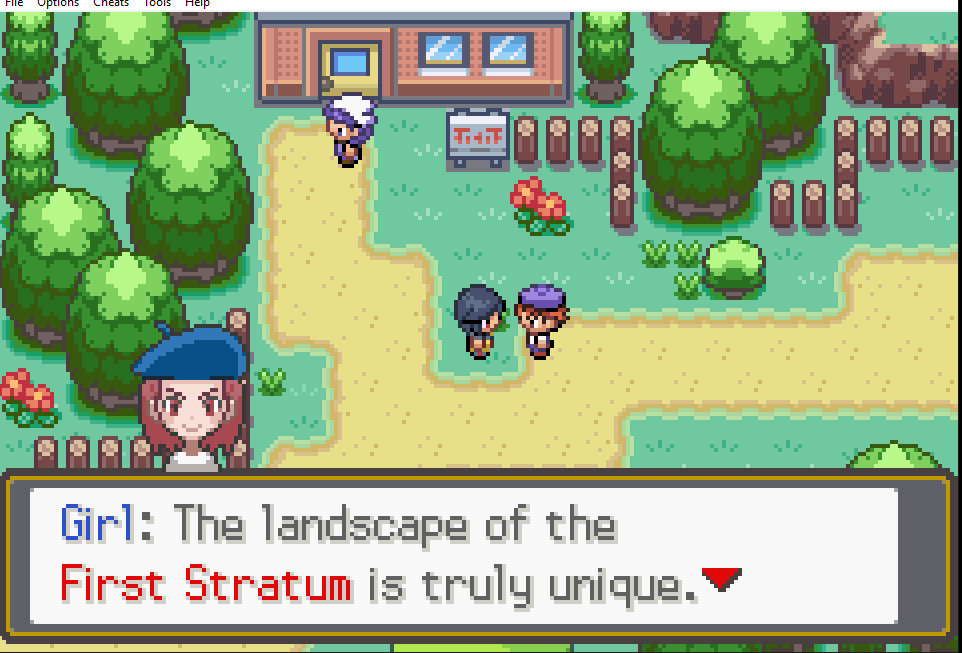 File Options Cheats Tools Help
Girl: The landscape of the
First Stratum is truly unique.